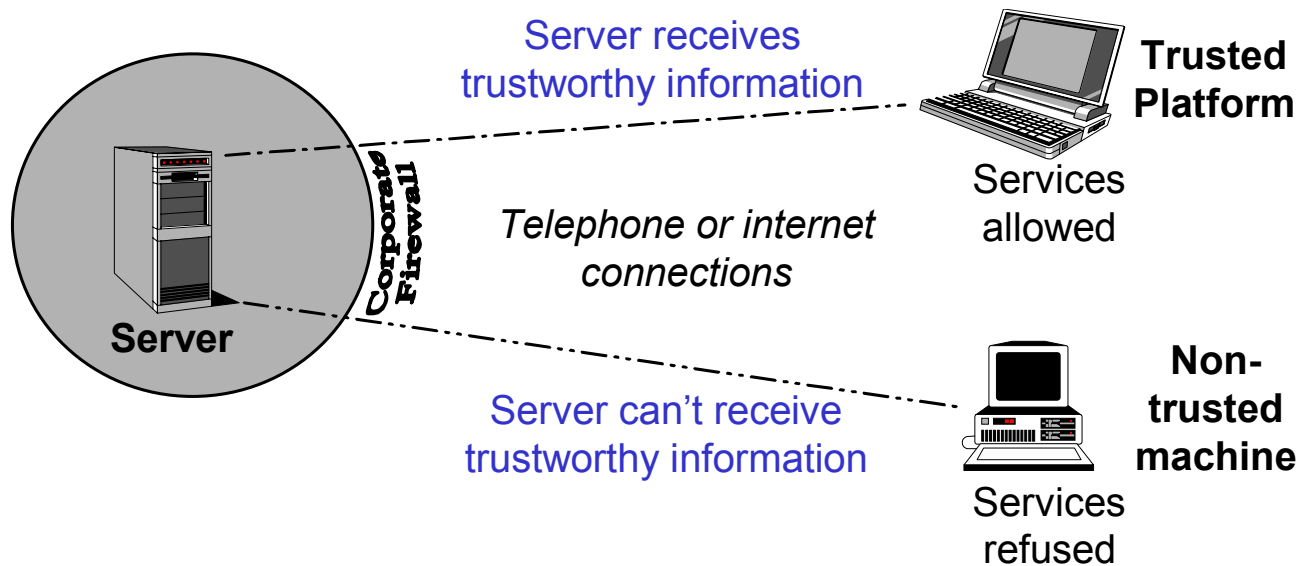 Server receives
trustworthy information
Trusted
Platform
Services
allowed
Corporate
Firewall
Telephone or internet
connections
Server
Server can’t receive
trustworthy information
Non-
trusted
machine
Services
refused